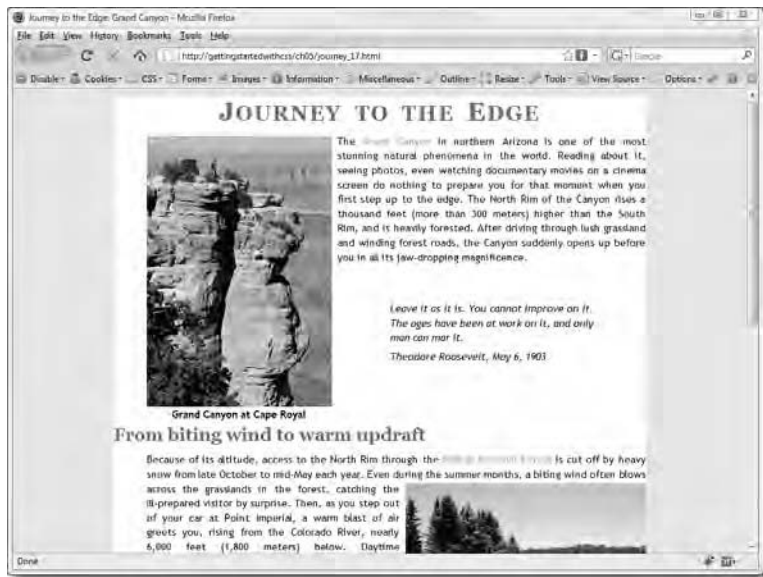 Journey to the Edge: Grand Canyon - Mozilla Firefox
File Edit View History Bookmarks Tools Help
http://gettingstartedwithcss/ch05/journey_17.html
Disable Cookies CSS Forms Images Information Miscellaneous Outline Resize Tools View Source Options
JOURNEY TO THE EDGE
The Grand Canyon in northern Arizona is one of the most
stunning natural phenomena in the world. Reading about it,
seeing photos, even watching documentary movies on a cinema
screen do nothing to prepare you for that moment when you
first step up to the edge. The North Rim of the Canyon rises a
thousand feet (more than 300 meters) higher than the South
Rim, and is heavily forested. After driving through lush grassland
and winding forest roads, the Canyon suddenly opens up before
you in all its jaw-dropping magnificence.
Leave it as it is. You cannot improve on it.
The ages have been at work on it, and only
man can mar it.
Theodore Roosevelt, May 6, 1903
Grand Canyon at Cape Royal
From biting wind to warm updraft
Because of its altitude, access to the North Rim through the is cut off by heavy
snow from late October to mid-May each year. Even during the summer months, a biting wind often blows
across the grasslands in the forest, catching the
ill-prepared visitor by surprise. Then, as you step out
of your car at Point Imperial, a warm blast of air
greets you, rising from the Colorado River, nearly
6,000 feet (1,800 meters) below. Daytime
Done